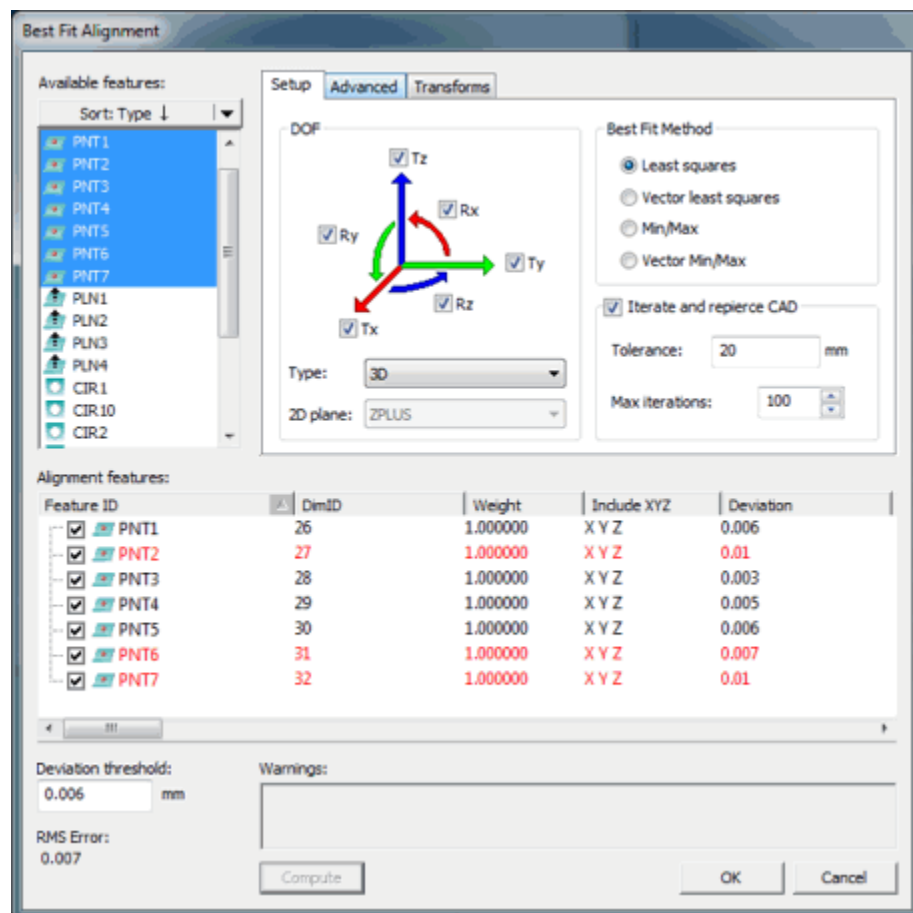 Best Fit Alignment
Available features:
Sort: Type ↓
PNT1
PNT2
PNT3
PNT4
PNT5
PNT6
PNT7
PLN1
PLN2
PLN3
PLN4
CIR1
CIR10
CIR2
Setup Advanced Transforms
DOF
Tz
Rx
Ry
Ty
Rz
Tx
Type: 3D
2D plane: ZPLUS
Best Fit Method
Least squares
Vector least squares
Min/Max
Vector Min/Max
Iterate and repierce CAD
Tolerance: 20 mm
Max iterations: 100
Alignment features:
Feature ID DimID Weight Include XYZ Deviation
PNT1 26 1.000000 X Y Z 0.006
PNT2 27 1.000000 X Y Z 0.01
PNT3 28 1.000000 X Y Z 0.003
PNT4 29 1.000000 X Y Z 0.005
PNT5 30 1.000000 X Y Z 0.006
PNT6 31 1.000000 X Y Z 0.007
PNT7 32 1.000000 X Y Z 0.01
Deviation threshold:
0.006 mm
RMS Error:
0.007
Warnings:
Compute OK Cancel